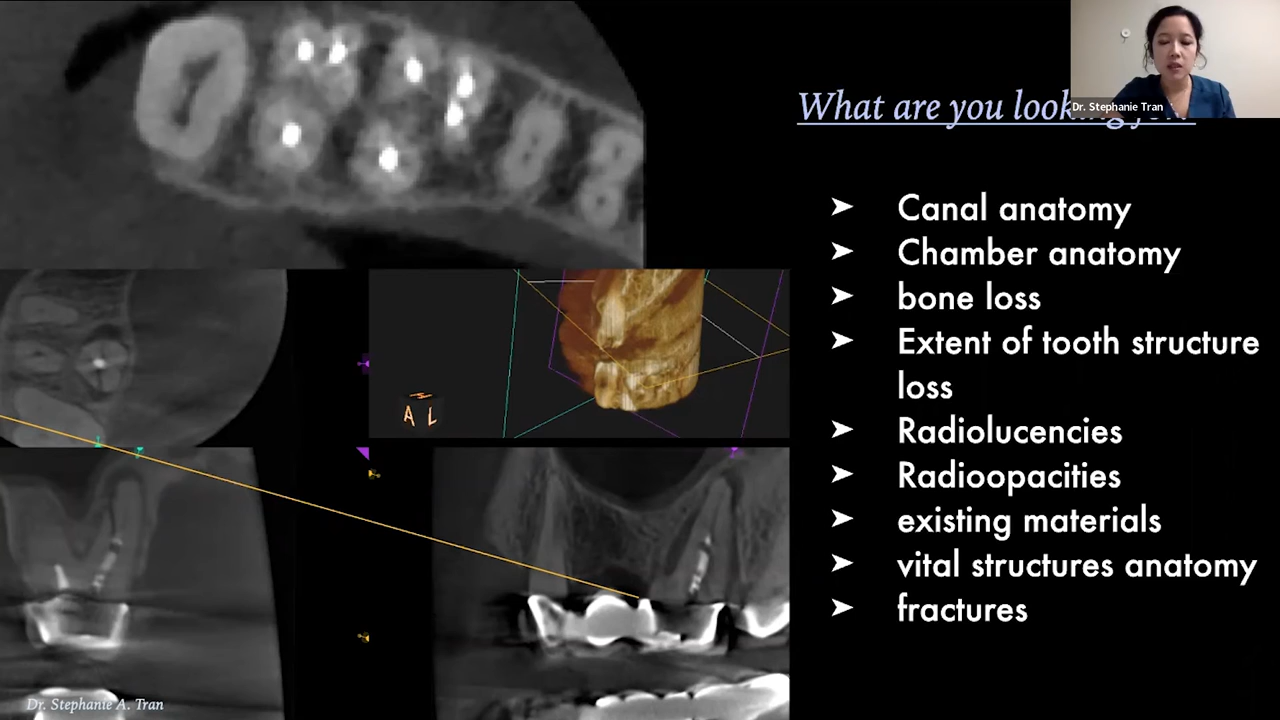 Dr. Stephanie Tran
What are you looking
➤ Canal anatomy
➤ Chamber anatomy
➤ bone loss
➤ Extent of tooth structure
loss
➤ Radiolucencies
➤ Radioopacities
➤ existing materials
➤ vital structures anatomy
➤ fractures
A L
Dr. Stephanie A. Tran